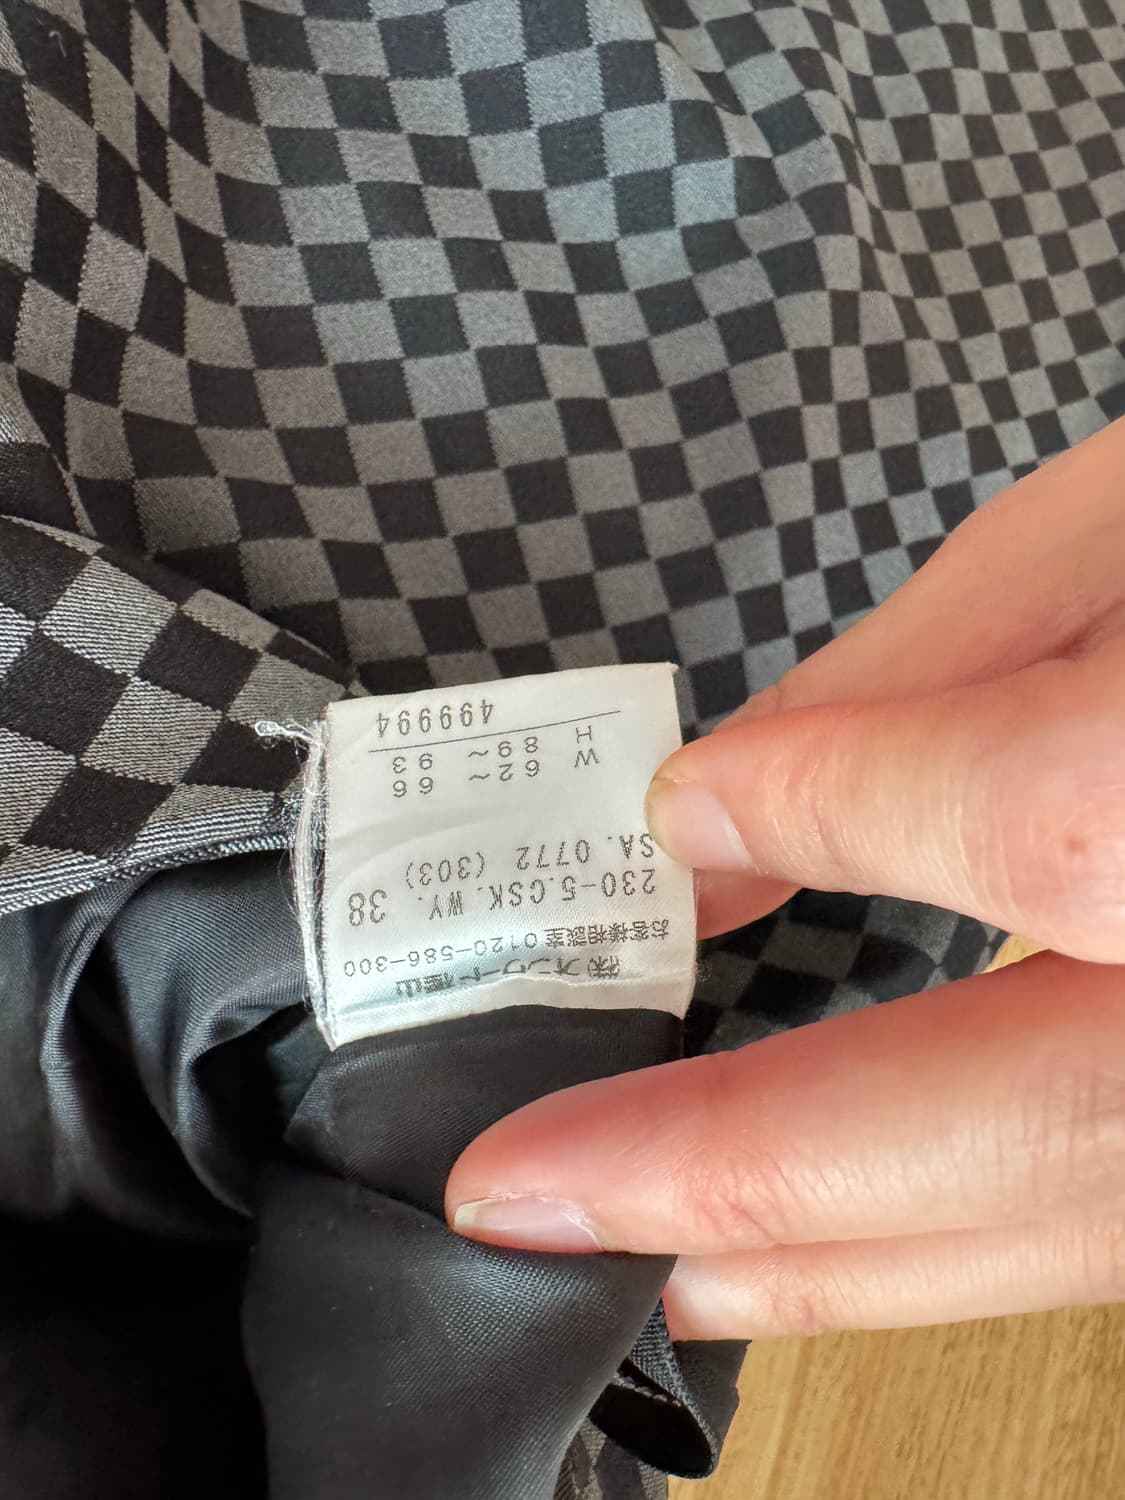 ㈱オンワード樫山
お客様相談室 0120-586-300
230-5.CSK.WY. 38
SA. 0772 (303)
W 62~ 66
H 89~ 93
499994